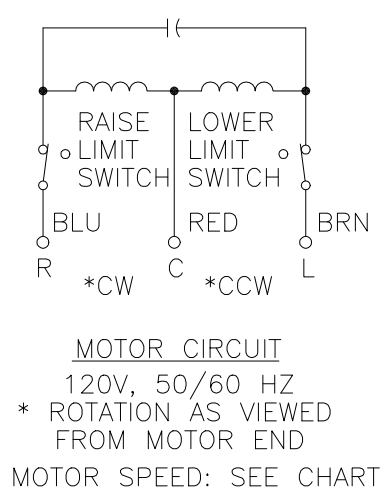 RAISE LOWER
LIMIT LIMIT
SWITCH SWITCH
BLU RED BRN
R C L
*CW *CCW
MOTOR CIRCUIT
120V, 50/60 HZ
* ROTATION AS VIEWED
FROM MOTOR END
MOTOR SPEED: SEE CHART